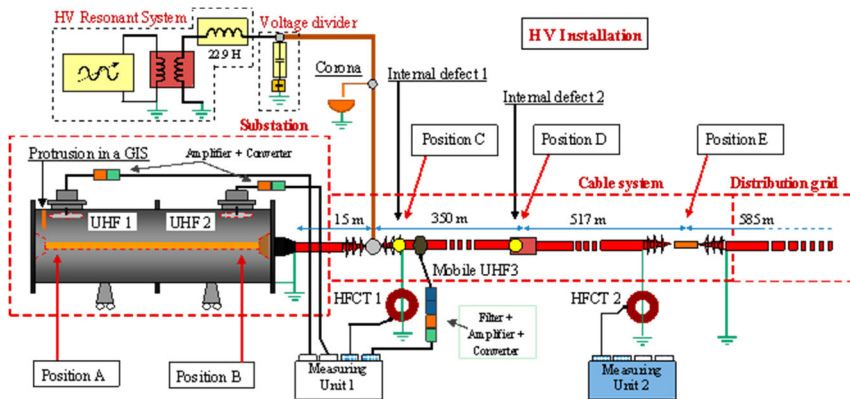 HV Resonant System
Voltage divider
HV Installation
22.9 H
Corona
Internal defect 1
Internal defect 2
Substation
Position C
Position D
Position E
Protrusion in a GIS
Amplifier + Converter
Cable system
Distribution grid
UHF 1
UHF 2
15 m
350 m
517 m
585 m
Mobile UHF3
HFCT 1
HFCT 2
Filter +
Amplifier +
Converter
Position A
Position B
Measuring
Unit 1
Measuring
Unit 2